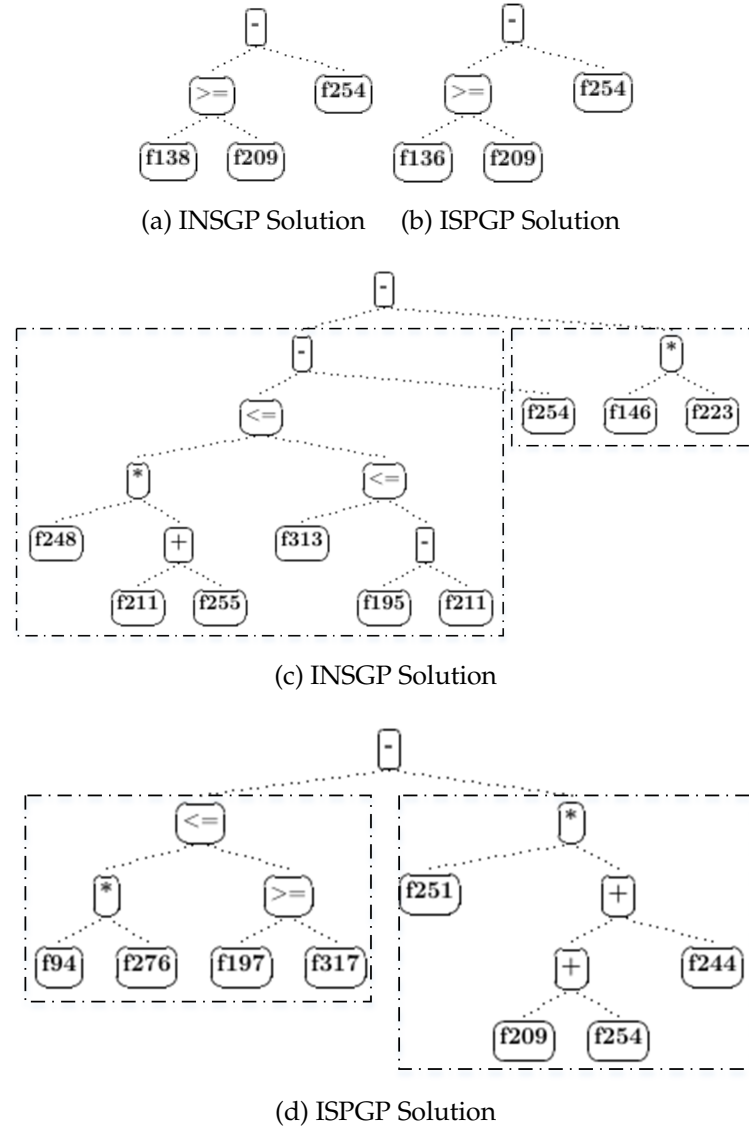 - -
>= f254 >= f254
f138 f209 f136 f209
(a) INSGP Solution (b) ISPGP Solution
-
- *
<= f254 f146 f223
* <=
f248 + f313 -
f211 f255 f195 f211
(c) INSGP Solution
-
<= *
* >= f251 +
f94 f276 f197 f317 + f244
f209 f254
(d) ISPGP Solution